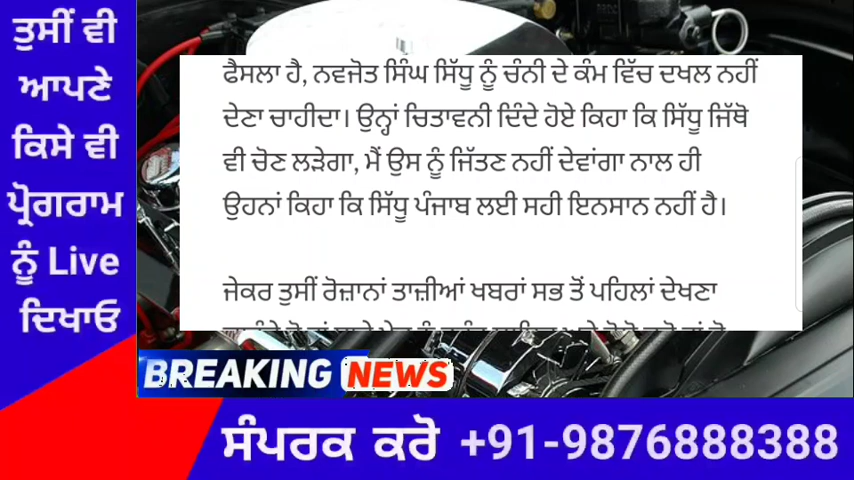 ਤੁਸੀਂ ਵੀ
ਆਪਣੇ
ਕਿਸੇ ਵੀ
ਪ੍ਰੋਗਰਾਮ
ਨੂੰ Live
ਦਿਖਾਓ
ਫੈਸਲਾ ਹੈ, ਨਵਜੋਤ ਸਿੰਘ ਸਿੱਧੂ ਨੂੰ ਚੰਨੀ ਦੇ ਕੰਮ ਵਿੱਚ ਦਖਲ ਨਹੀਂ
ਦੇਣਾ ਚਾਹੀਦਾ। ਉਨ੍ਹਾਂ ਚਿਤਾਵਨੀ ਦਿੰਦੇ ਹੋਏ ਕਿਹਾ ਕਿ ਸਿੱਧੂ ਜਿੱਥੋ
ਵੀ ਚੋਣ ਲੜੇਗਾ, ਮੈਂ ਉਸ ਨੂੰ ਜਿੱਤਣ ਨਹੀਂ ਦੇਵਾਂਗਾ ਨਾਲ ਹੀ
ਉਹਨਾਂ ਕਿਹਾ ਕਿ ਸਿੱਧੂ ਪੰਜਾਬ ਲਈ ਸਹੀ ਇਨਸਾਨ ਨਹੀਂ ਹੈ।
ਜੇਕਰ ਤੁਸੀਂ ਰੋਜ਼ਾਨਾਂ ਤਾਜ਼ੀਆਂ ਖਬਰਾਂ ਸਭ ਤੋਂ ਪਹਿਲਾਂ ਦੇਖਣਾ
BREAKING NEWS
ਸੰਪਰਕ ਕਰੋ +91-9876888388